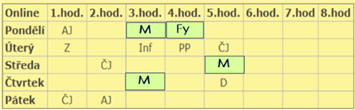 Online 1.hod. 2.hod. 3.hod. 4.hod. 5.hod. 6.hod. 7.hod 8.hod
Pondělí AJ M Fy
Úterý Z Inf PP ČJ
Středa ČJ M
Čtvrtek M D
Pátek ČJ AJ